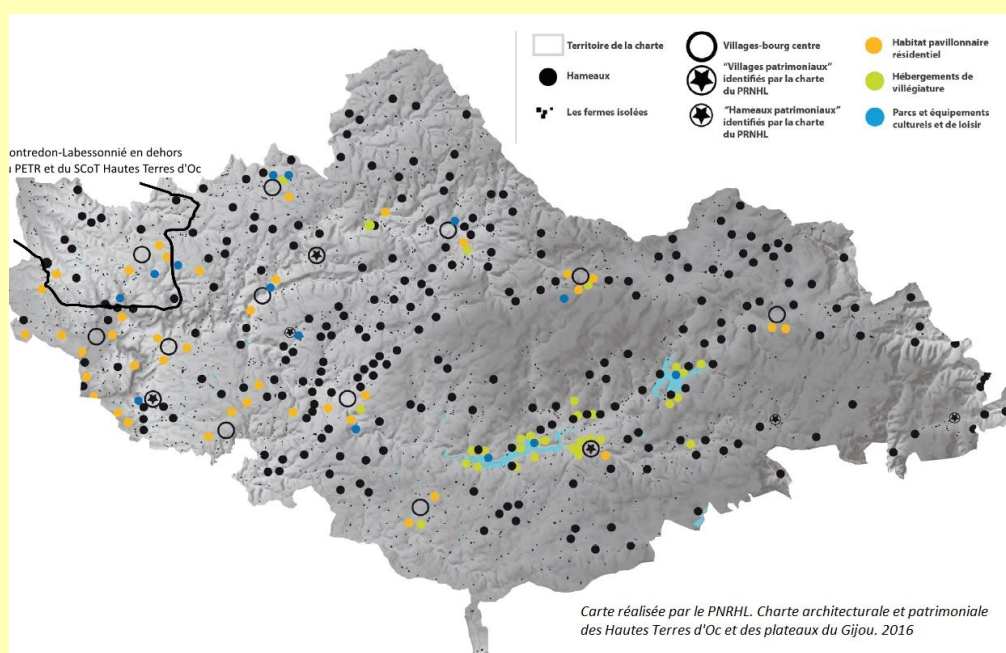 Territoire de la charte
Hameaux
Les fermes isolées
Villages-bourg centre
"Villages patrimoniaux"
identifiés par la charte
du PRNHL
"Hameaux patrimoniaux"
identifiés par la charte
du PRNHL
Habitat pavillonnaire
résidentiel
Hébergements de
villégiature
Parcs et équipements
culturels et de loisir
ontredon-Labessonnié en dehors
u PETR et du SCoT Hautes Terres d'Oc
Carte réalisée par le PNRHL. Charte architecturale et patrimoniale
des Hautes Terres d'Oc et des plateaux du Gijou. 2016